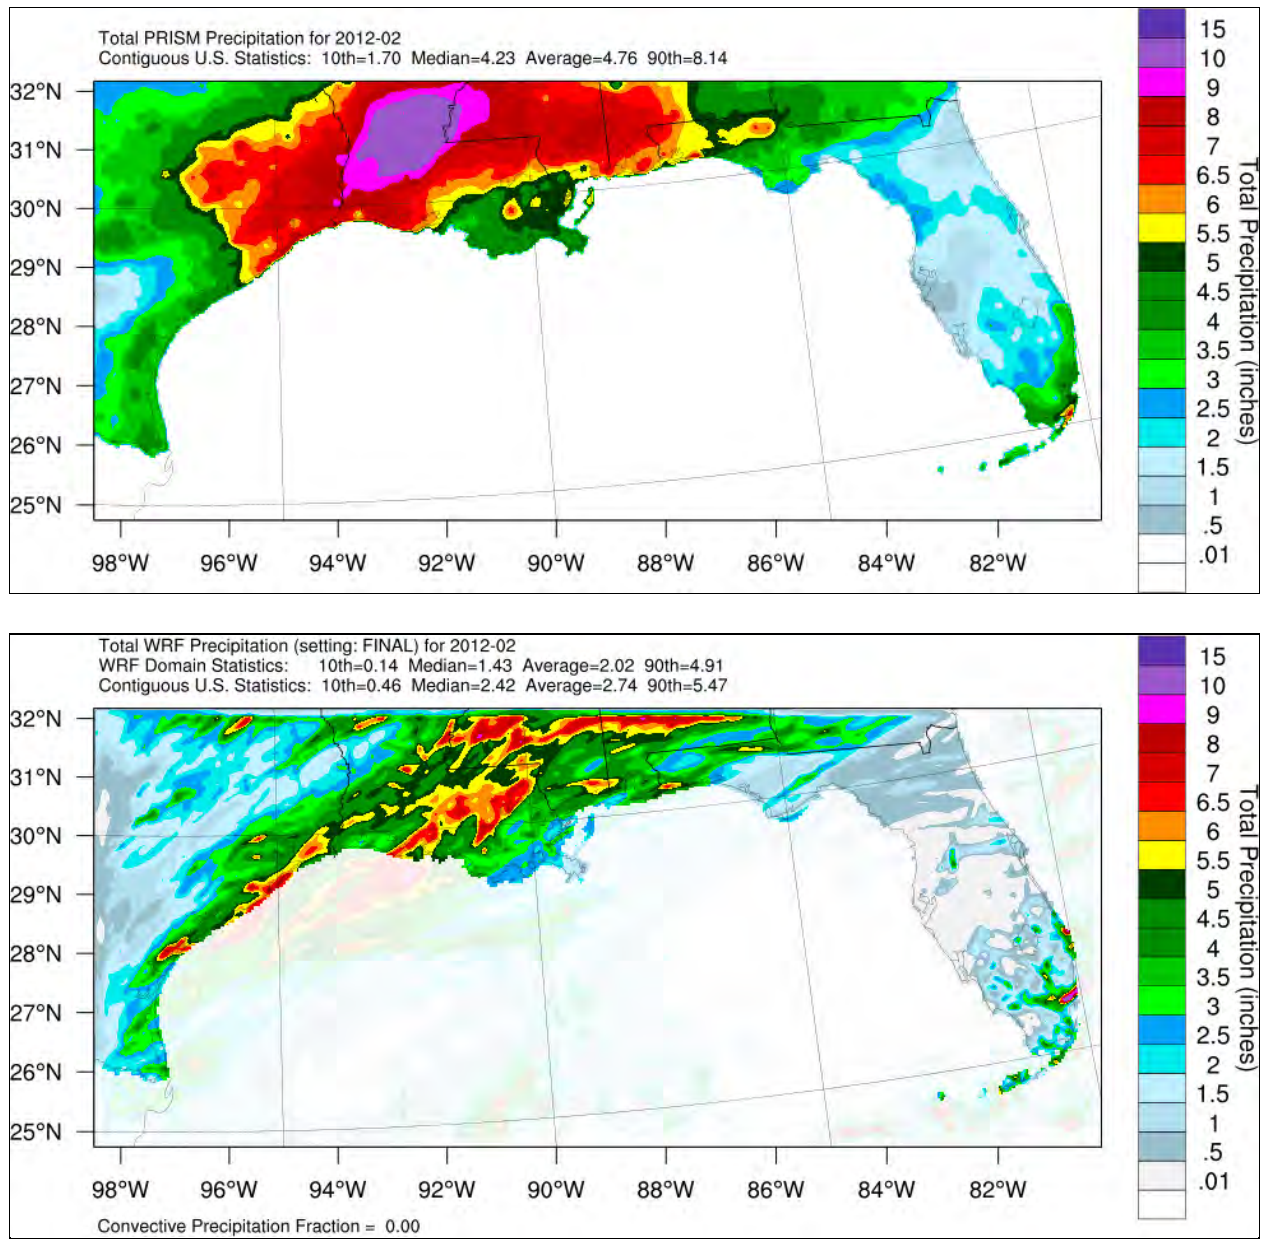 Total PRISM Precipitation for 2012-02
Contiguous U.S. Statistics: 10th=1.70 Median=4.23 Average=4.76 90th=8.14
32°N
31°N
30°N
29°N
28°N
27°N
26°N
25°N
98°W 96°W 94°W 92°W 90°W 88°W 86°W 84°W 82°W
15
10
9
8
7
6.5
6
5.5
5
4.5
4
3.5
3
2.5
2
1.5
1
.5
.01
Total Precipitation (inches)
Total WRF Precipitation (setting: FINAL) for 2012-02
WRF Domain Statistics: 10th=0.14 Median=1.43 Average=2.02 90th=4.91
Contiguous U.S. Statistics: 10th=0.46 Median=2.42 Average=2.74 90th=5.47
32°N
31°N
30°N
29°N
28°N
27°N
26°N
25°N
98°W 96°W 94°W 92°W 90°W 88°W 86°W 84°W 82°W
15
10
9
8
7
6.5
6
5.5
5
4.5
4
3.5
3
2.5
2
1.5
1
.5
.01
Total Precipitation (inches)
Convective Precipitation Fraction = 0.00